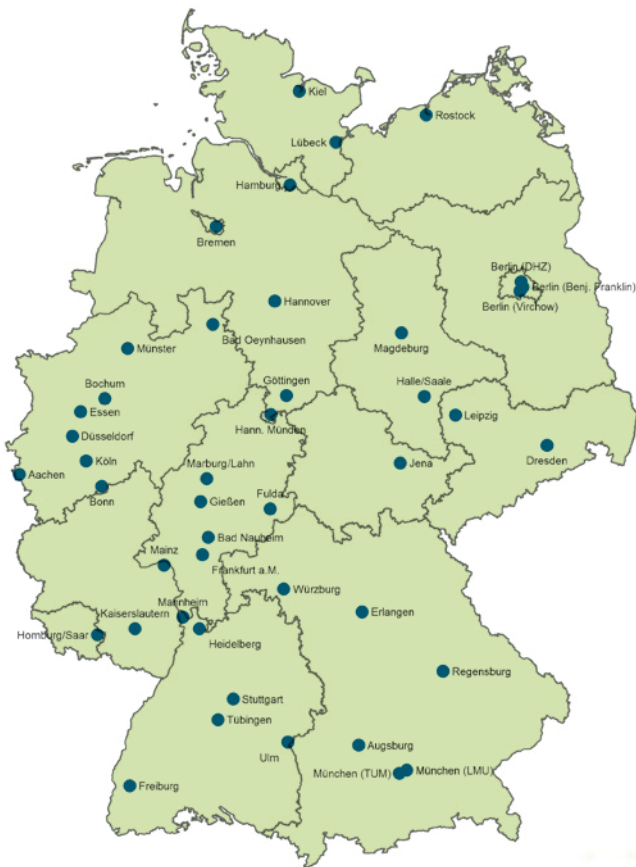 Kiel
Rostock
Lübeck
Hamburg
Bremen
Berlin (DHZ)
Berlin (Benj. Franklin)
Berlin (Virchow)
Hannover
Bad Oeynhausen
Magdeburg
Münster
Göttingen
Halle/Saale
Bochum
Essen
Leipzig
Hann. Münden
Düsseldorf
Dresden
Köln
Jena
Aachen
Marburg/Lahn
Bonn
Gießen
Fulda
Bad Nauheim
Mainz
Frankfurt a.M.
Würzburg
Mannheim
Kaiserslautern
Erlangen
Homburg/Saar
Heidelberg
Regensburg
Stuttgart
Tübingen
Augsburg
Ulm
München (TUM)
München (LMU)
Freiburg